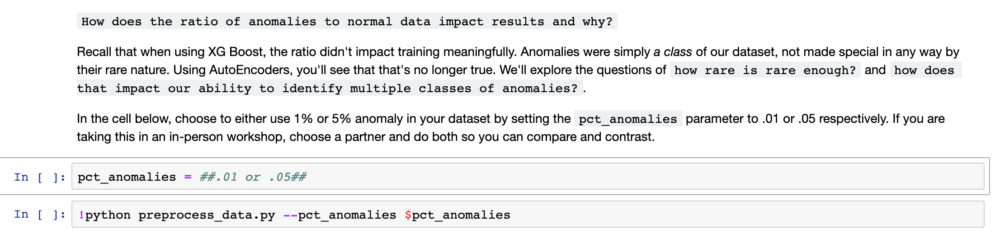 How does the ratio of anomalies to normal data impact results and why?
Recall that when using XG Boost, the ratio didn't impact training meaningfully. Anomalies were simply a class of our dataset, not made special in any way by
their rare nature. Using AutoEncoders, you'll see that that's no longer true. We'll explore the questions of how rare is rare enough? and how does
that impact our ability to identify multiple classes of anomalies? .
In the cell below, choose to either use 1% or 5% anomaly in your dataset by setting the pct_anomalies parameter to .01 or .05 respectively. If you are
taking this in an in-person workshop, choose a partner and do both so you can compare and contrast.
In [ ]: pct_anomalies = ##.01 or .05##
In [ ]: !python preprocess_data.py --pct_anomalies $pct_anomalies